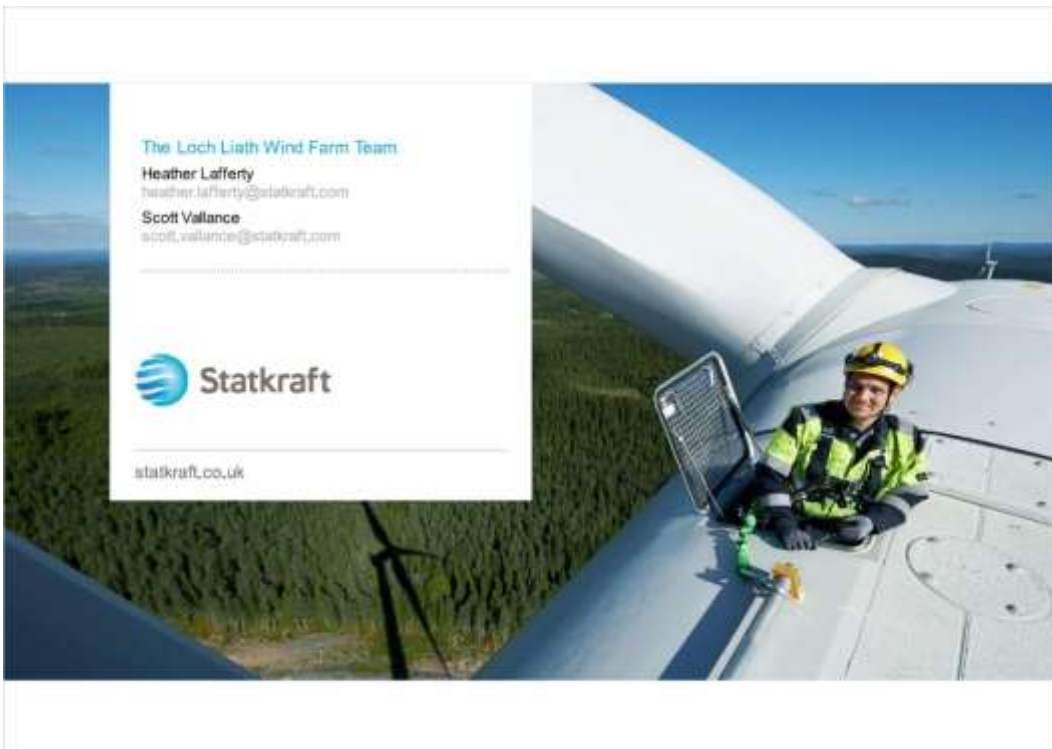 The Loch Liath Wind Farm Team
Heather Lafferty
heather.lafferty@statkraft.com
Scott Vallance
scott.vallance@statkraft.com
Statkraft
statkraft.co.uk